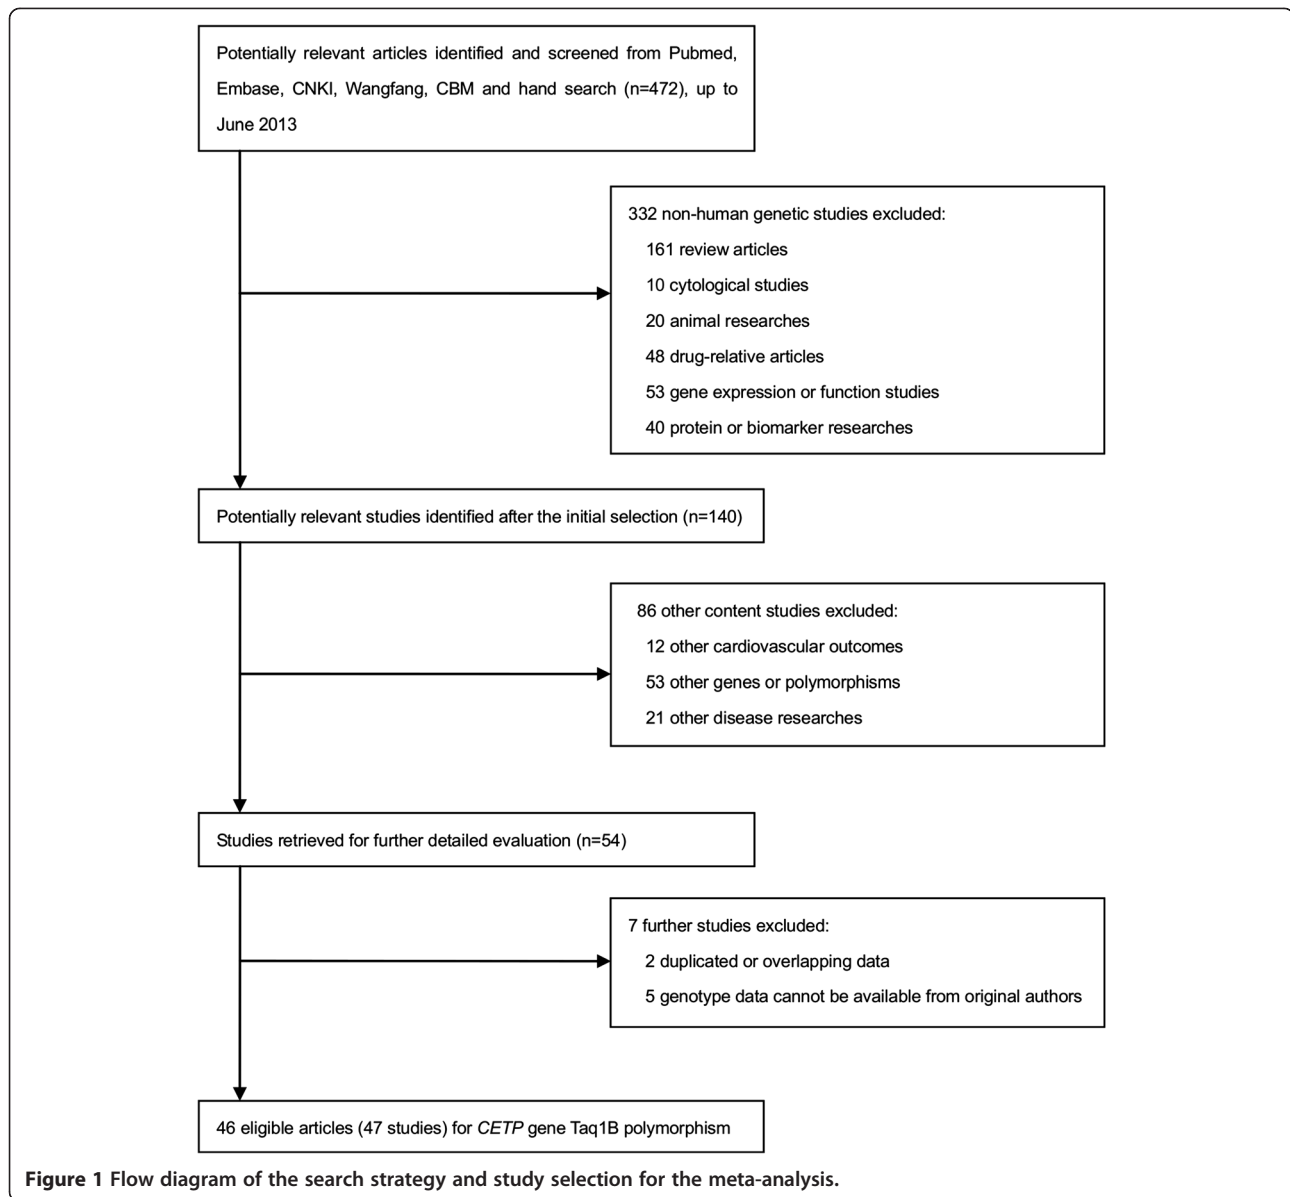 Potentially relevant articles identified and screened from Pubmed,
Embase, CNKI, Wangfang, CBM and hand search (n=472), up to
June 2013
332 non-human genetic studies excluded:
161 review articles
10 cytological studies
20 animal researches
48 drug-relative articles
53 gene expression or function studies
40 protein or biomarker researches
Potentially relevant studies identified after the initial selection (n=140)
86 other content studies excluded:
12 other cardiovascular outcomes
53 other genes or polymorphisms
21 other disease researches
Studies retrieved for further detailed evaluation (n=54)
7 further studies excluded:
2 duplicated or overlapping data
5 genotype data cannot be available from original authors
46 eligible articles (47 studies) for CETP gene Taq1B polymorphism
Figure 1 Flow diagram of the search strategy and study selection for the meta-analysis.